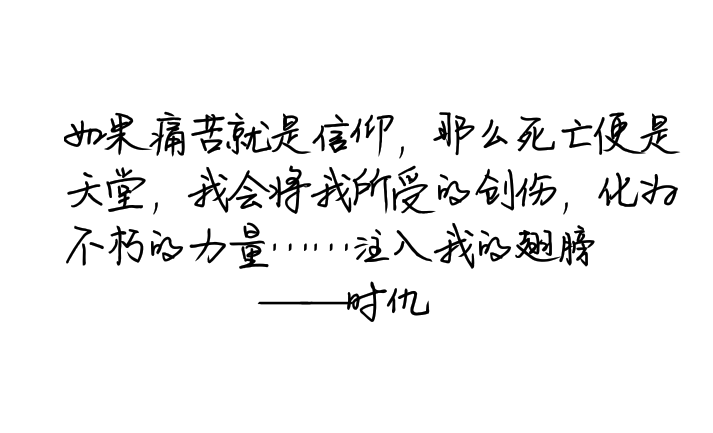 如果痛苦就是信仰，那么死亡便是
天堂，我会将我所受的创伤，化为
不朽的力量……注入我的翅膀
——时仇